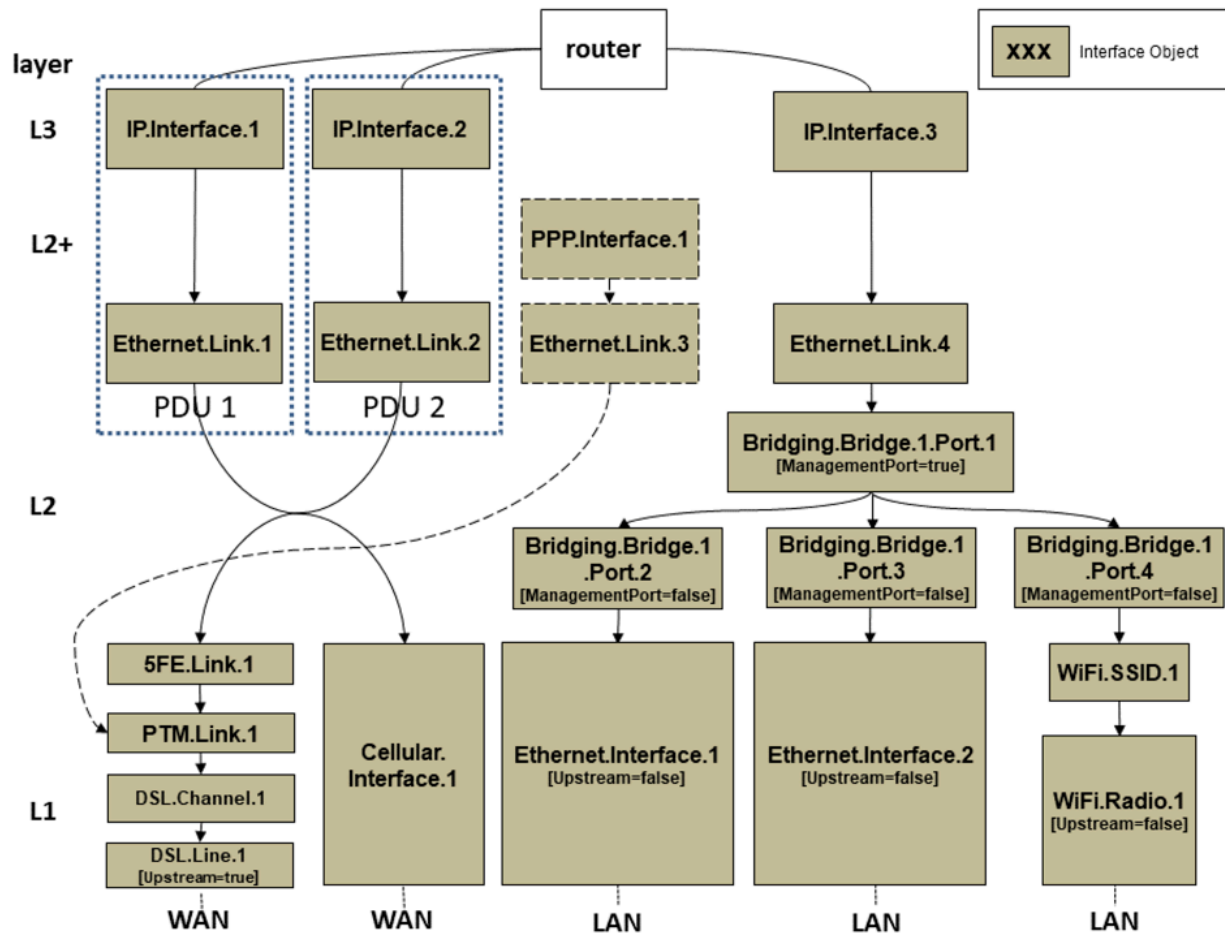 router
XXX
Interface Object
layer
L3
IP.Interface.1
IP.Interface.2
IP.Interface.3
L2+
PPP.Interface.1
Ethernet.Link.1
Ethernet.Link.2
Ethernet.Link.3
Ethernet.Link.4
PDU 1
PDU 2
Bridging.Bridge.1.Port.1
[ManagementPort=true]
L2
Bridging.Bridge.1
.Port.2
[ManagementPort=false]
Bridging.Bridge.1
.Port.3
[ManagementPort=false]
Bridging.Bridge.1
.Port.4
[ManagementPort=false]
5FE.Link.1
WiFi.SSID.1
PTM.Link.1
Cellular.
Interface.1
Ethernet.Interface.1
[Upstream=false]
Ethernet.Interface.2
[Upstream=false]
L1
DSL.Channel.1
WiFi.Radio.1
[Upstream=false]
DSL.Line.1
[Upstream=true]
WAN
WAN
LAN
LAN
LAN